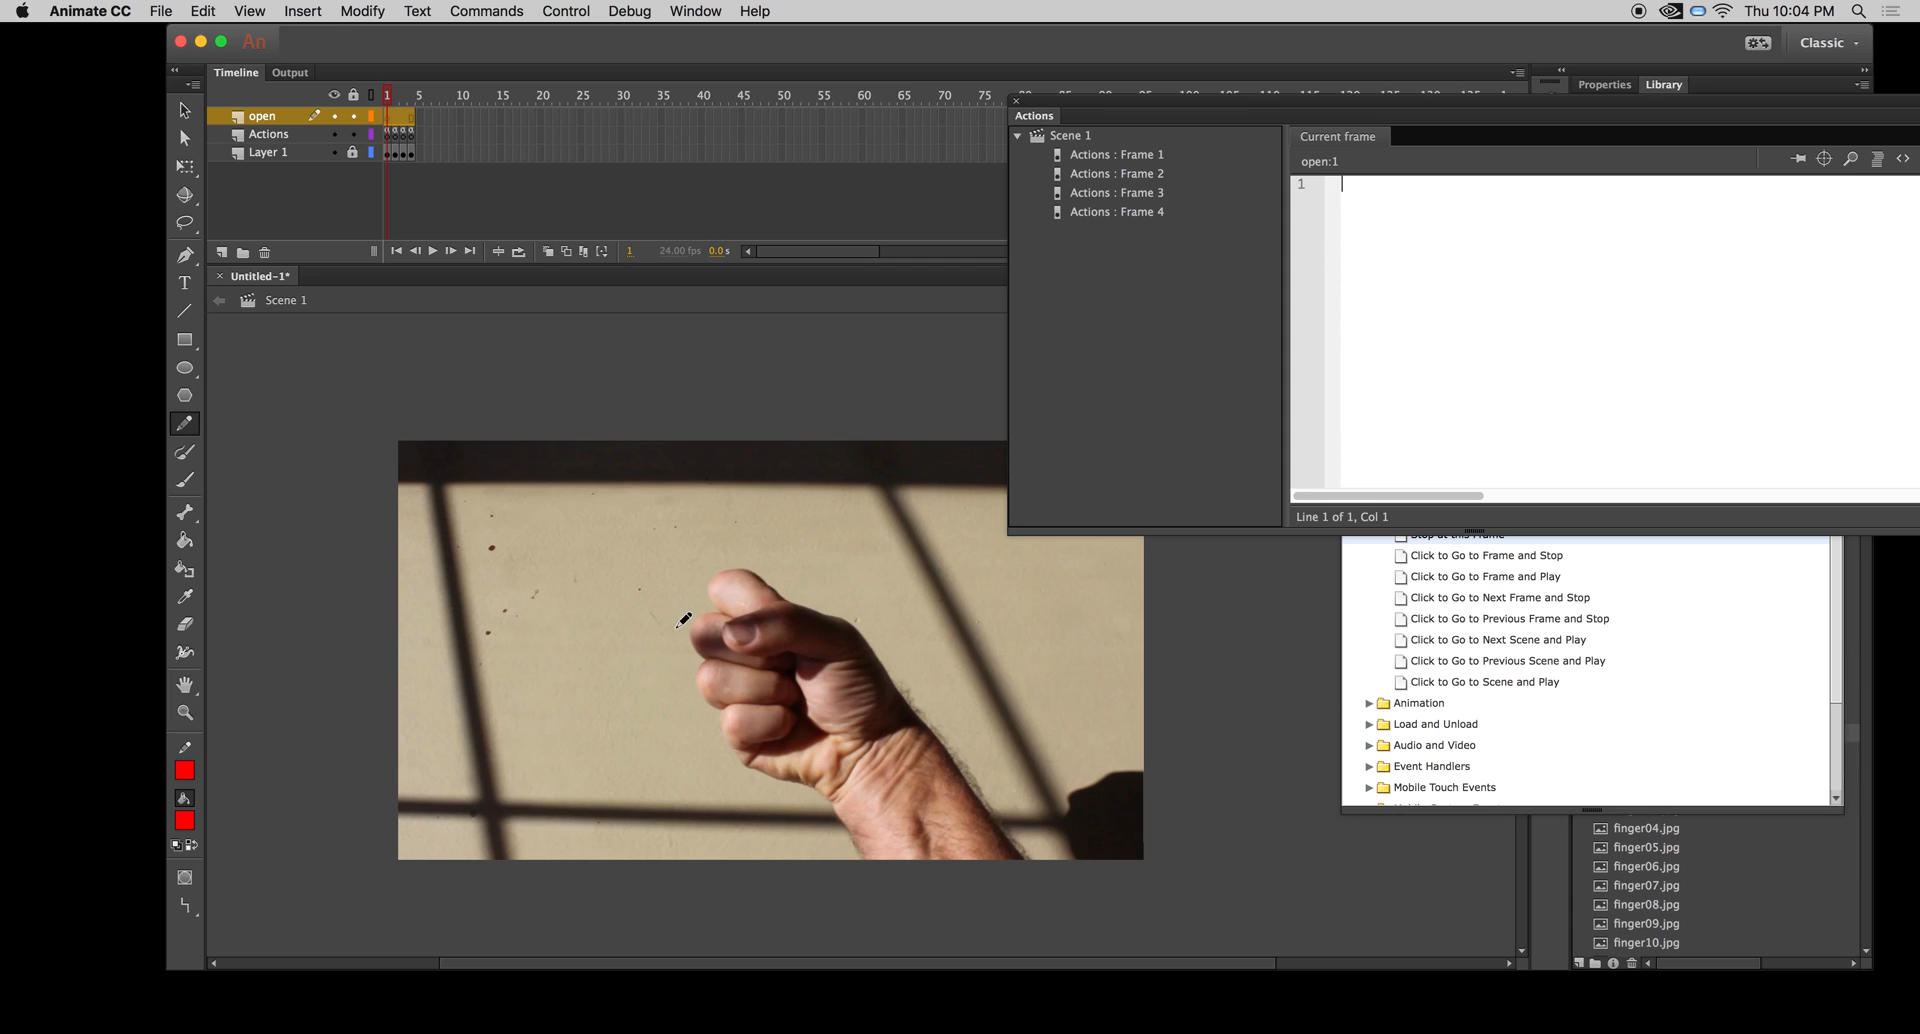 Animate CC File Edit View Insert Modify Text Commands Control Debug Window Help Thu 10:04 PM
An Classic
Timeline Output
Properties Library
1 5 10 15 20 25 30 35 40 45 50 55 60 65 70 75
open
Actions
Layer 1
1 24.00 fps 0.0 s
Untitled-1*
Scene 1
Actions
Scene 1
Actions : Frame 1
Actions : Frame 2
Actions : Frame 3
Actions : Frame 4
Current frame
open:1
1
Line 1 of 1, Col 1
Stop at this Frame
Click to Go to Frame and Stop
Click to Go to Frame and Play
Click to Go to Next Frame and Stop
Click to Go to Previous Frame and Stop
Click to Go to Next Scene and Play
Click to Go to Previous Scene and Play
Click to Go to Scene and Play
Animation
Load and Unload
Audio and Video
Event Handlers
Mobile Touch Events
finger04.jpg
finger05.jpg
finger06.jpg
finger07.jpg
finger08.jpg
finger09.jpg
finger10.jpg